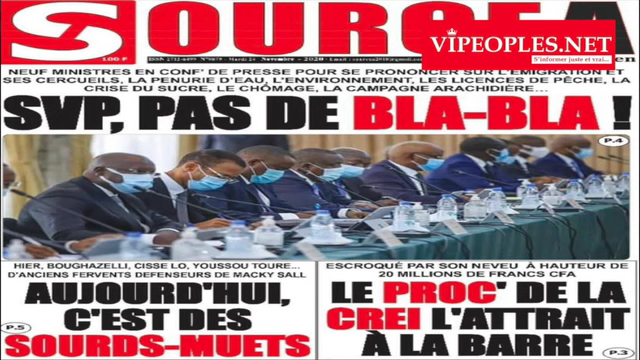 SOURCE A
100 F
VIPEOPLES.NET
S'informer juste et vrai...
NEUF MINISTRES EN CONF' DE PRESSE POUR SE PRONONCER SUR L'EMIGRATION ET
SES CERCUEILS, LA PENURIE D'EAU, L'ENVIRONNEMENT, LES LICENCES DE PÊCHE, LA
CRISE DU SUCRE, LE CHÔMAGE, LA CAMPAGNE ARACHIDIÈRE...
SVP, PAS DE BLA-BLA !
P.4
HIER, BOUGHAZELLI, CISSE LO, YOUSSOU TOURE...
D'ANCIENS FERVENTS DEFENSEURS DE MACKY SALL
AUJOURD'HUI,
C'EST DES
SOURDS-MUETS
P.5
ESCROQUÉ PAR SON NEVEU À HAUTEUR DE
20 MILLIONS DE FRANCS CFA
LE PROC' DE LA
CREI L'ATTRAIT
À LA BARRE
P.3